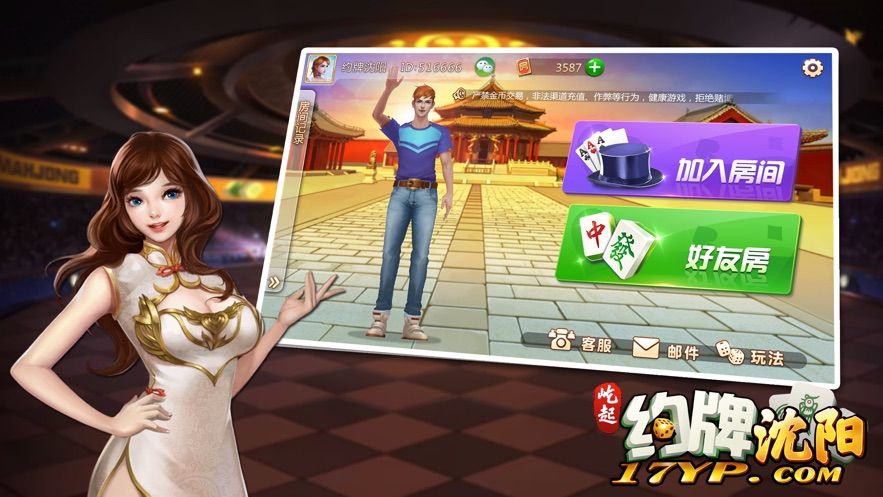 约牌沈阳 ID:516666
3587
严禁金币交易，非法渠道充值、作弊等行为，健康游戏，拒绝赌博
房间记录
MAHJONG
加入房间
中 發
好友房
客服 邮件 玩法
屹起
约牌沈阳
17YP.COM